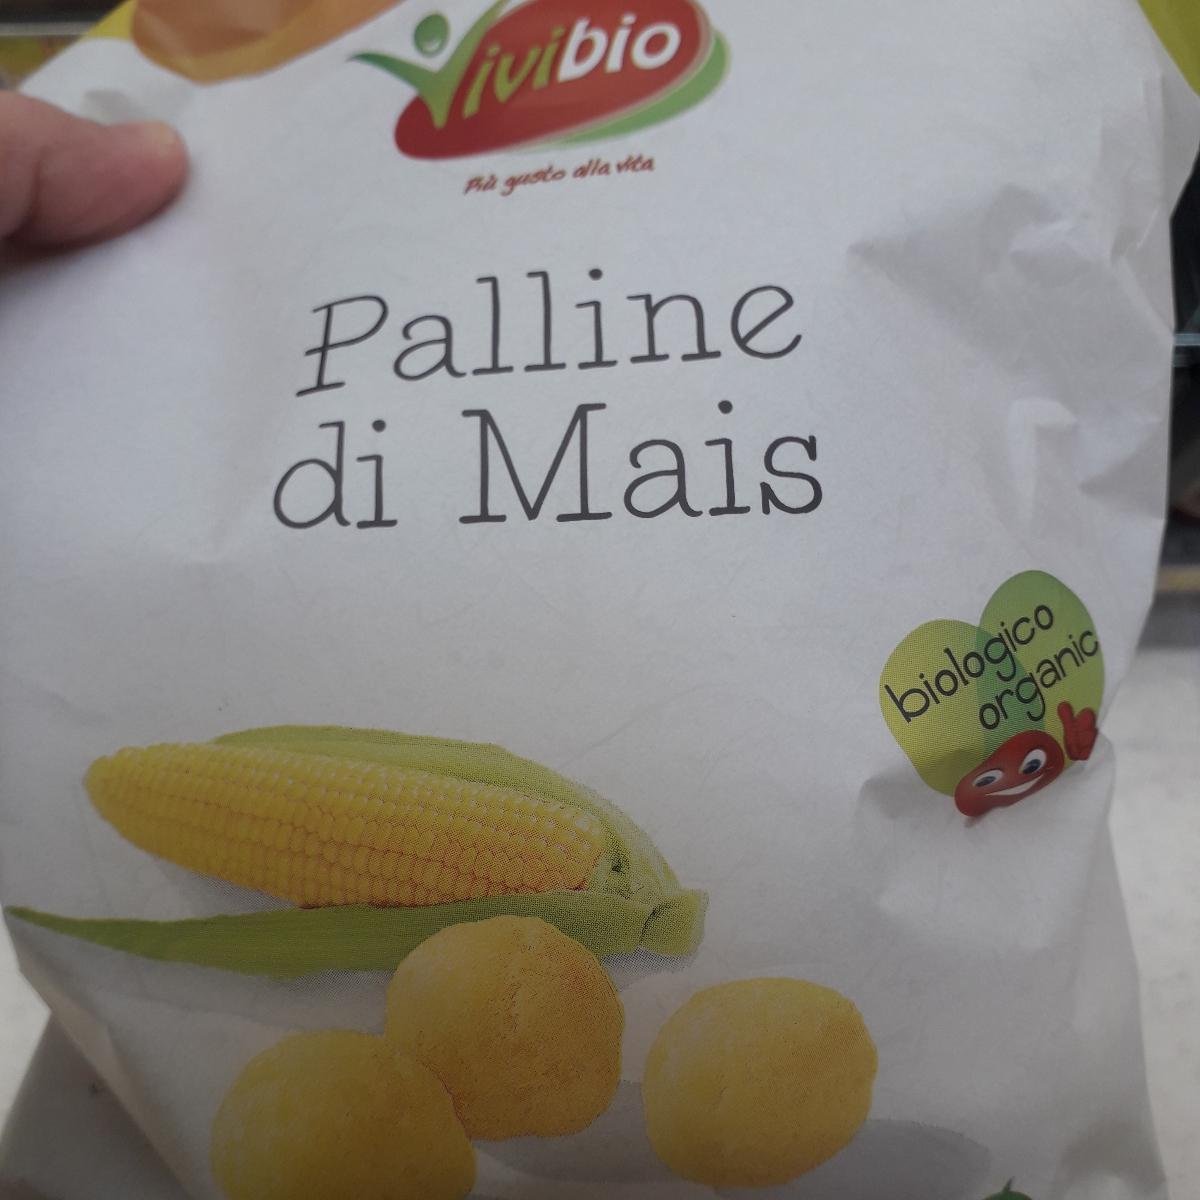 Vivibio
Più gusto alla vita
Palline
di Mais
biologico
organic